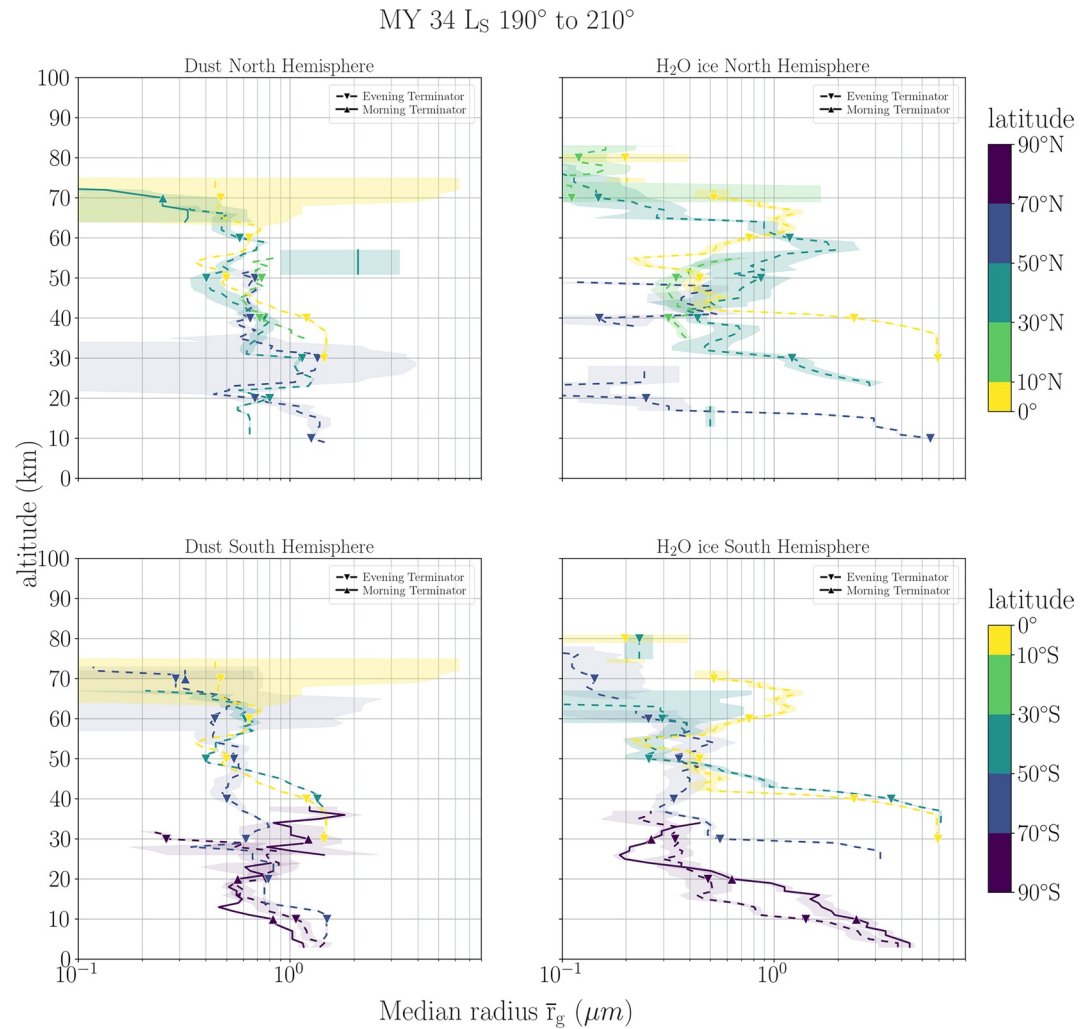 MY 34 L_S 190° to 210°
Dust North Hemisphere
H₂O ice North Hemisphere
Evening Terminator
Morning Terminator
Evening Terminator
Morning Terminator
100
90
80
70
60
50
40
30
20
10
0
latitude
90°N
70°N
50°N
30°N
10°N
0°
altitude (km)
Dust South Hemisphere
H₂O ice South Hemisphere
Evening Terminator
Morning Terminator
Evening Terminator
Morning Terminator
100
90
80
70
60
50
40
30
20
10
0
latitude
0°
10°S
30°S
50°S
70°S
90°S
10⁻¹ 10⁰ 10⁻¹ 10⁰
Median radius r̅_g (μm)